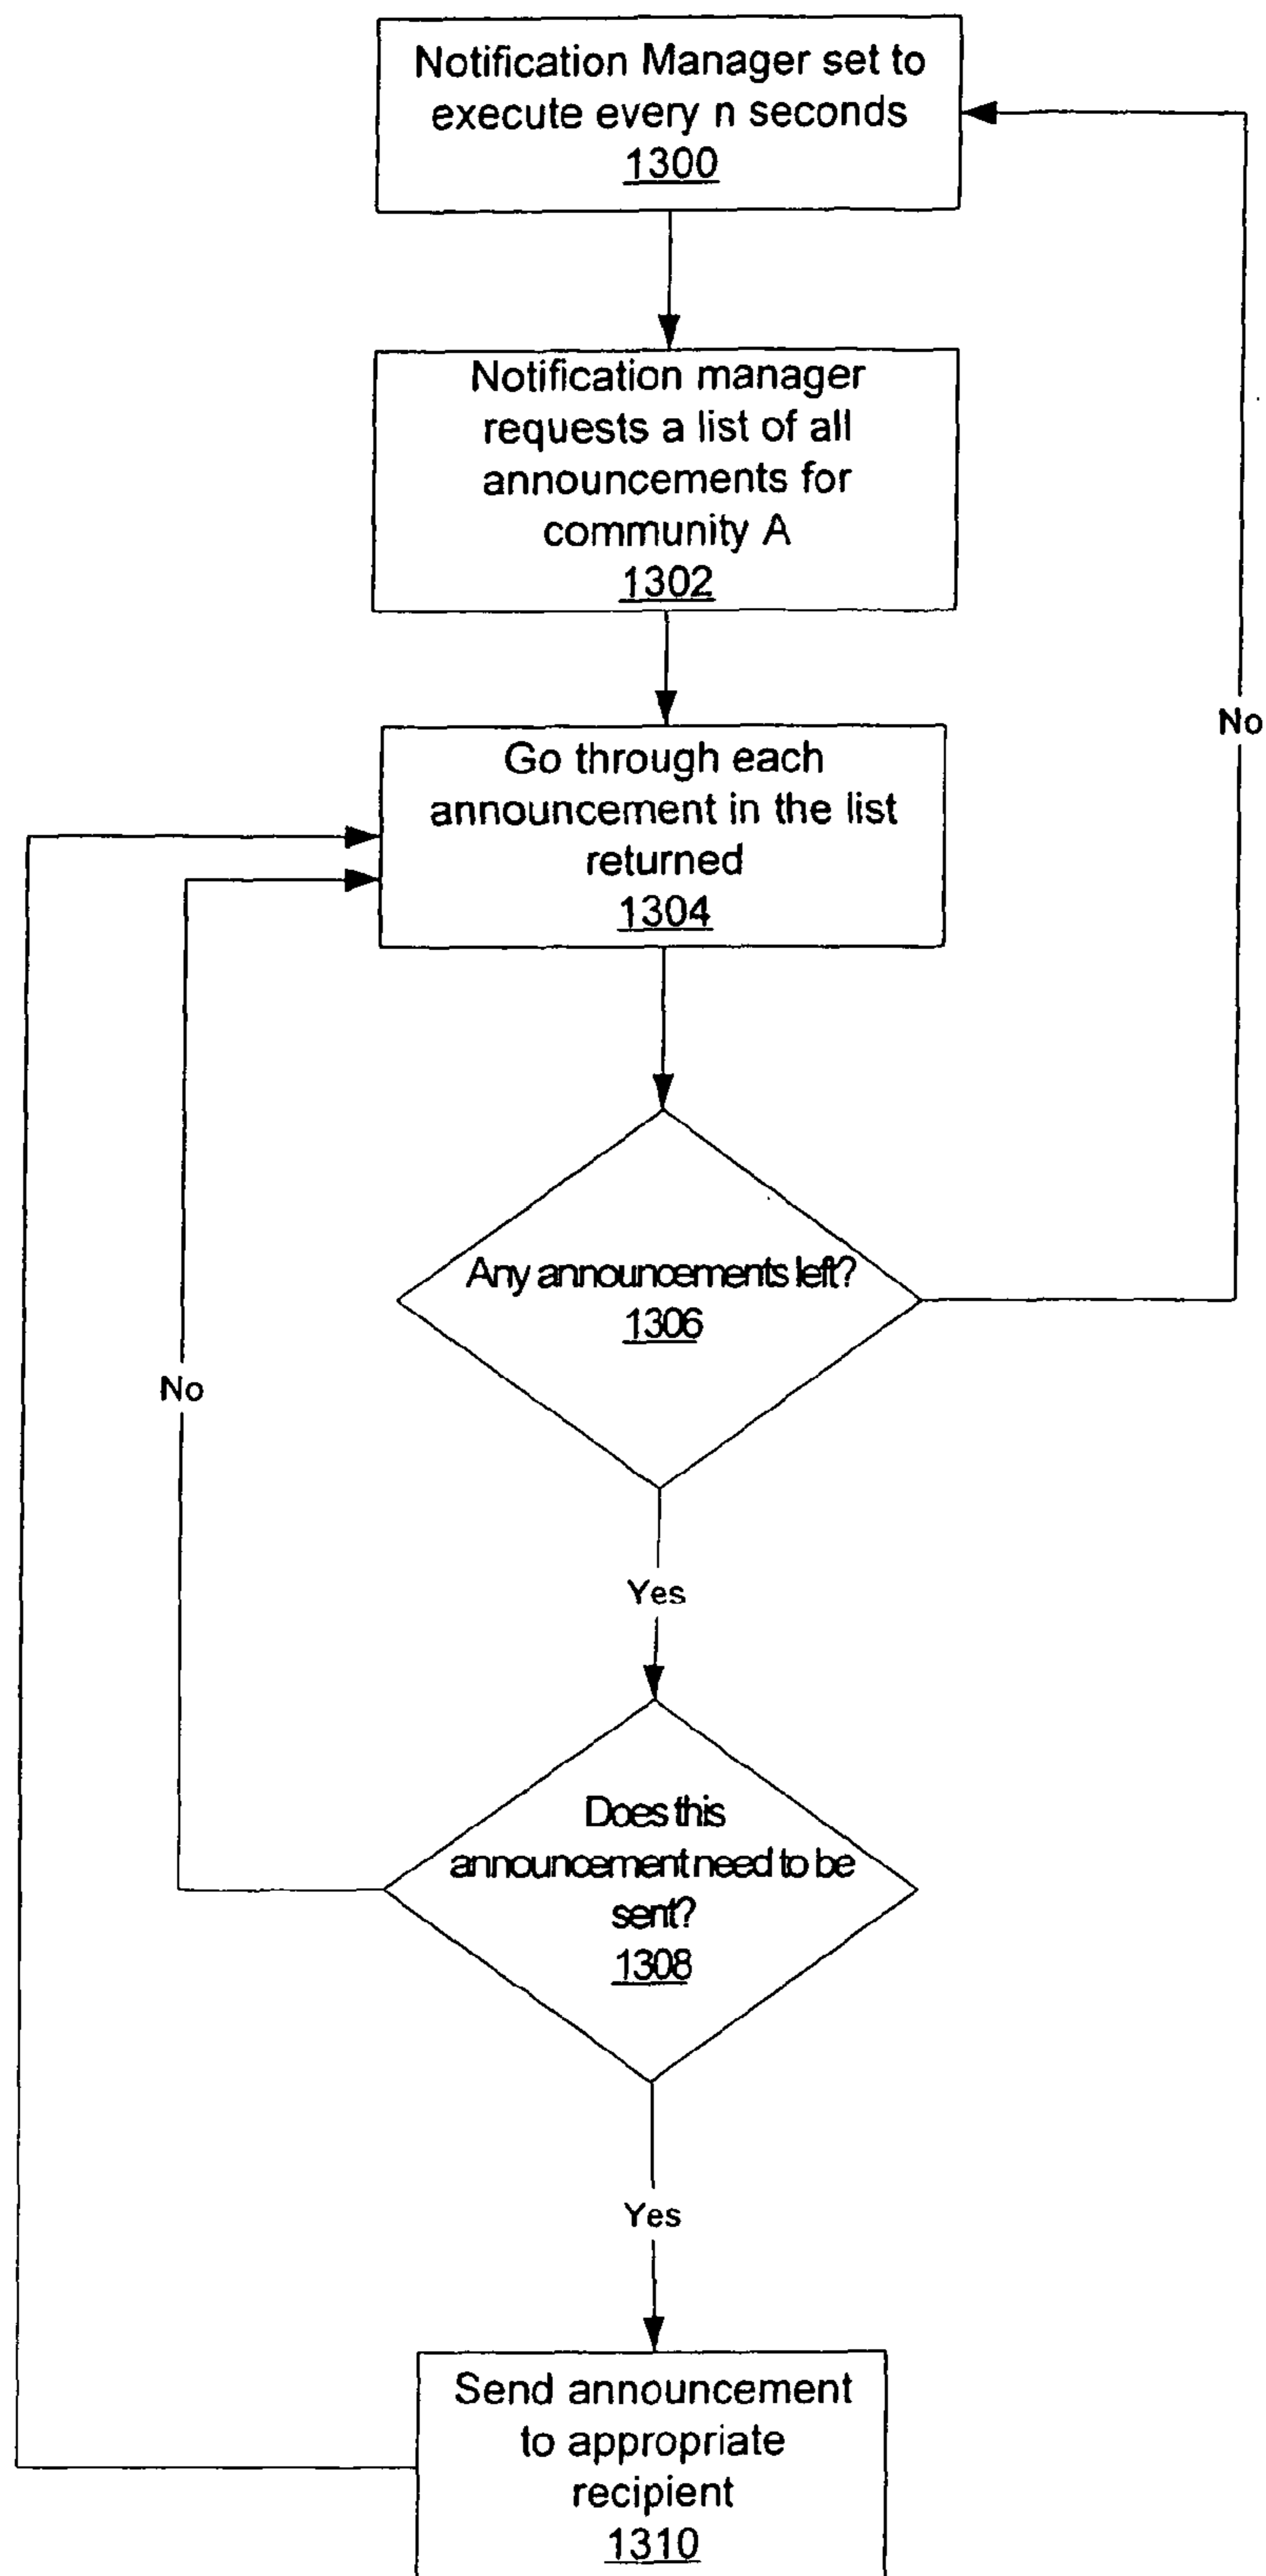 Notification Manager set to
execute every n seconds
1300
Notification manager
requests a list of all
announcements for
community A
1302
Go through each
announcement in the list
returned
1304
No
Any announcements left?
1306
No
Yes
Does this
announcement need to be
sent?
1308
Yes
Send announcement
to appropriate
recipient
1310